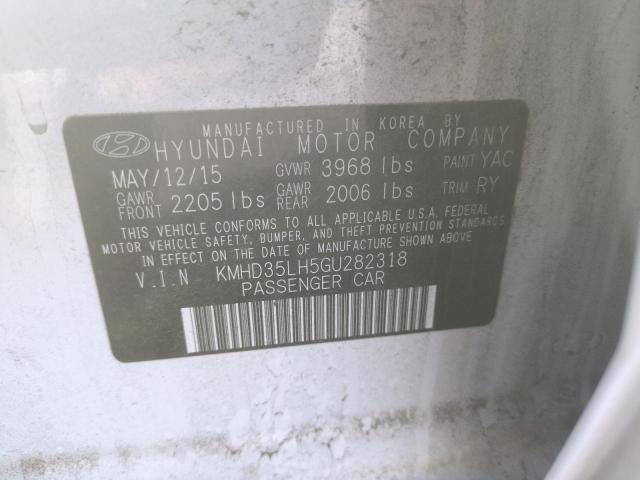 MANUFACTURED IN KOREA BY
HYUNDAI MOTOR COMPANY
MAY/12/15 GVWR 3968 lbs PAINT YAC
GAWR FRONT 2205 lbs GAWR REAR 2006 lbs TRIM RY
THIS VEHICLE CONFORMS TO ALL APPLICABLE U.S.A. FEDERAL
MOTOR VEHICLE SAFETY, BUMPER, AND THEFT PREVENTION STANDARDS
IN EFFECT ON THE DATE OF MANUFACTURE SHOWN ABOVE.
V.I.N KMHD35LH5GU282318
PASSENGER CAR